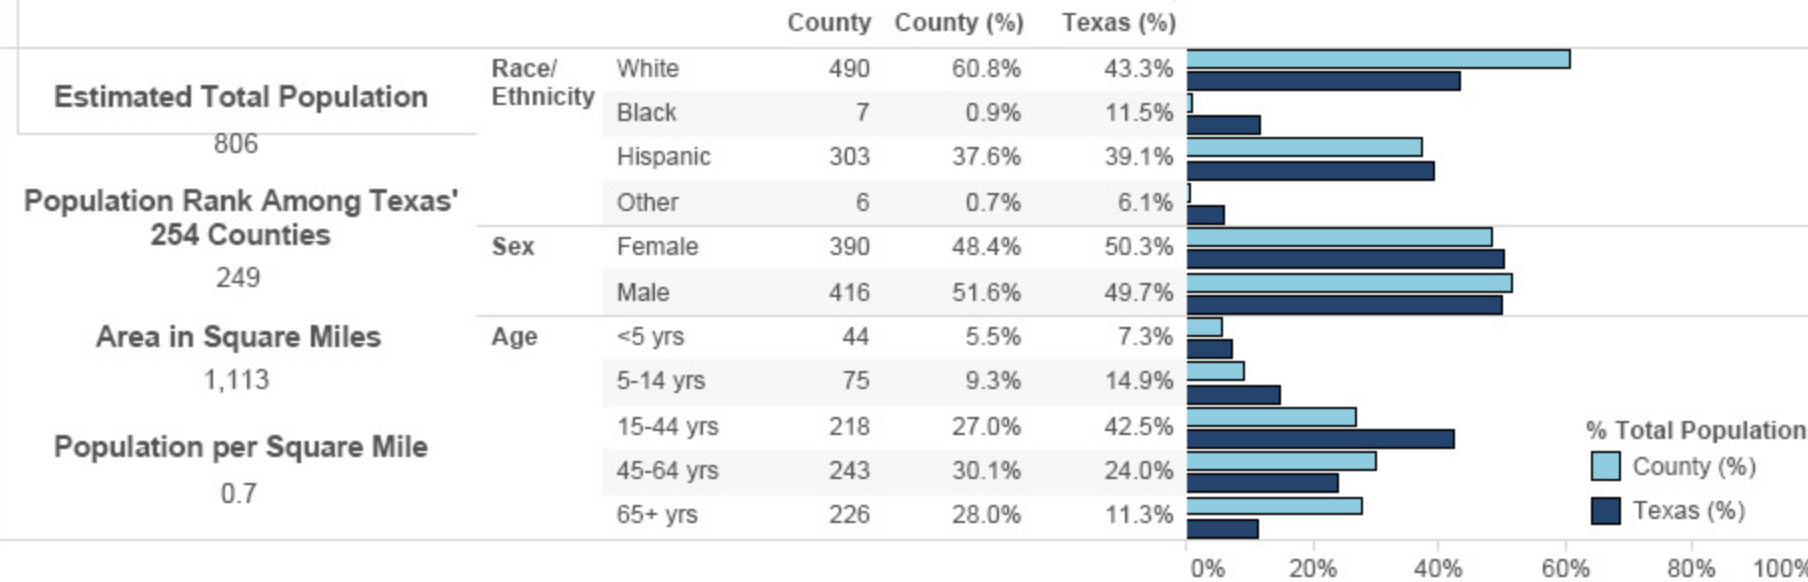 County County (%) Texas (%)
Estimated Total Population
806
Population Rank Among Texas'
254 Counties
249
Area in Square Miles
1,113
Population per Square Mile
0.7
Race/
Ethnicity
White 490 60.8% 43.3%
Black 7 0.9% 11.5%
Hispanic 303 37.6% 39.1%
Other 6 0.7% 6.1%
Sex Female 390 48.4% 50.3%
Male 416 51.6% 49.7%
Age <5 yrs 44 5.5% 7.3%
5-14 yrs 75 9.3% 14.9%
15-44 yrs 218 27.0% 42.5%
45-64 yrs 243 30.1% 24.0%
65+ yrs 226 28.0% 11.3%
% Total Population
County (%)
Texas (%)
0% 20% 40% 60% 80% 100%